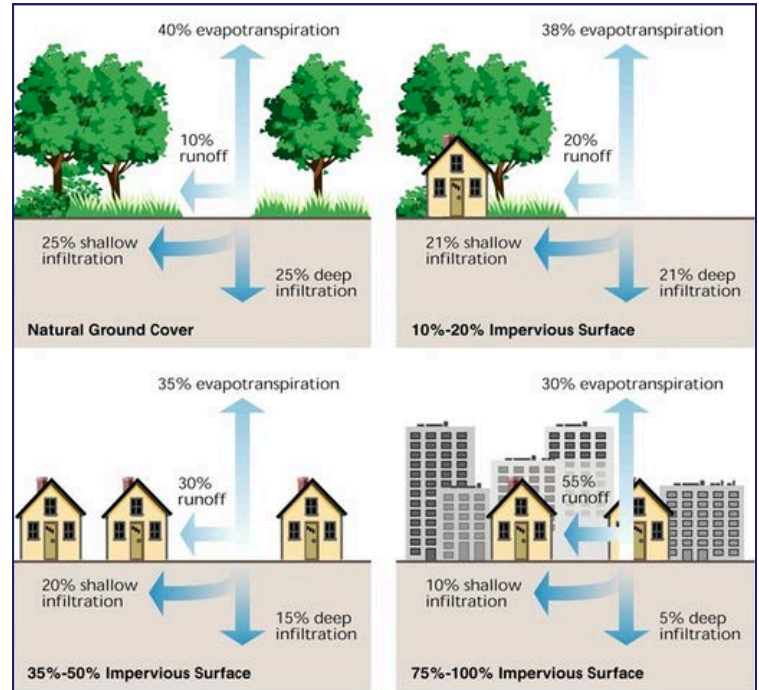 40% evapotranspiration
10%
runoff
25% shallow
infiltration
25% deep
infiltration
Natural Ground Cover
38% evapotranspiration
20%
runoff
21% shallow
infiltration
21% deep
infiltration
10%-20% Impervious Surface
35% evapotranspiration
30%
runoff
20% shallow
infiltration
15% deep
infiltration
35%-50% Impervious Surface
30% evapotranspiration
55%
runoff
10% shallow
infiltration
5% deep
infiltration
75%-100% Impervious Surface